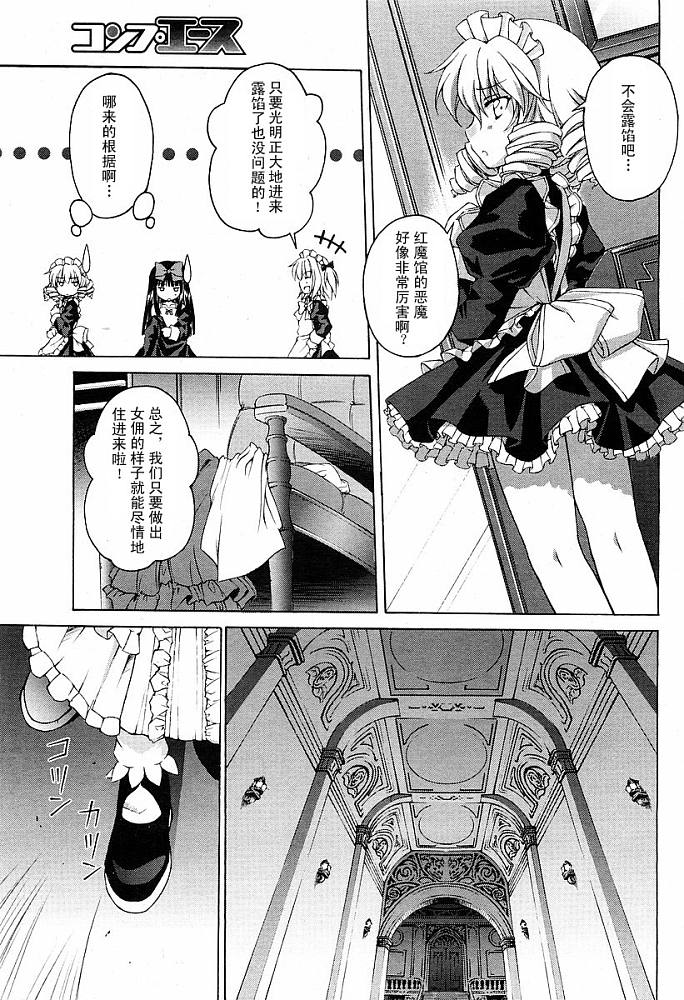 コンプ・エース
不会露馅吧…
红魔馆的恶魔
好像非常厉害啊？
只要光明正大地进来
露馅了也没问题的！
哪来的根据啊…
总之，我们只要做出
女佣的样子就能尽情地
住进来啦！
コツン
カツン